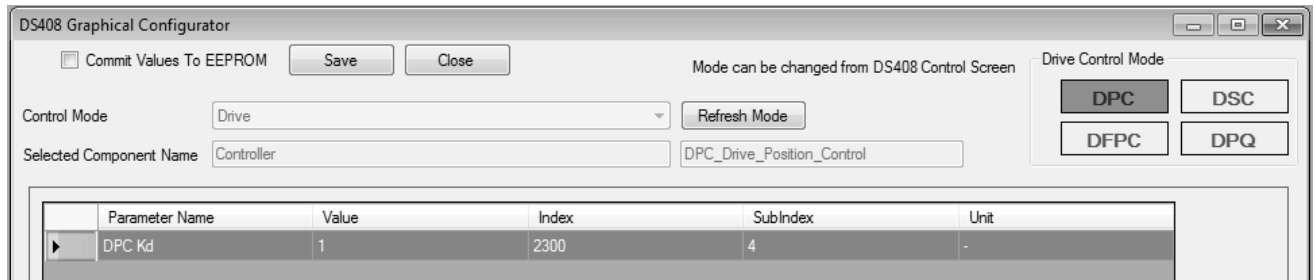 DS408 Graphical Configurator
Commit Values To EEPROM Save Close
Mode can be changed from DS408 Control Screen
Drive Control Mode
DPC DSC
DFPC DPQ
Control Mode Drive Refresh Mode
Selected Component Name Controller DPC_Drive_Position_Control
Parameter Name Value Index SubIndex Unit
DPC Kd 1 2300 4 -